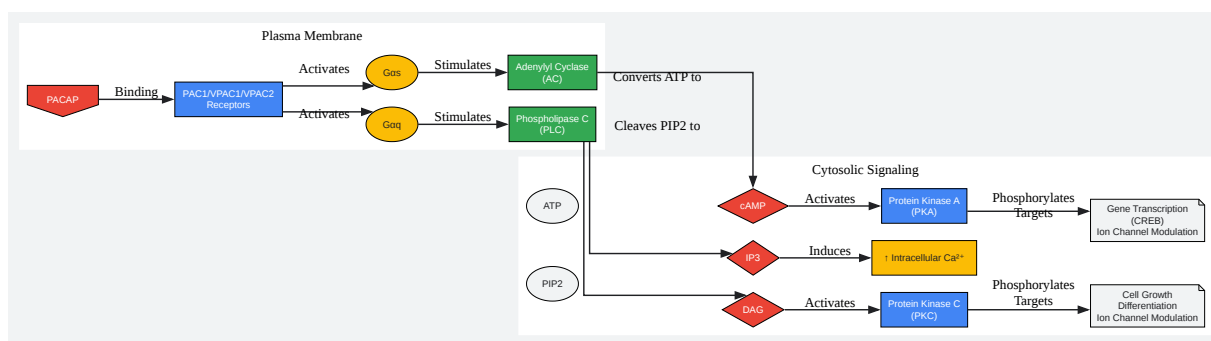 Plasma Membrane
PACAP
Binding
PAC1/VPAC1/VPAC2
Receptors
Activates
Activates
Gαs
Gαq
Stimulates
Stimulates
Adenylyl Cyclase
(AC)
Phospholipase C
(PLC)
Converts ATP to
Cleaves PIP2 to
Cytosolic Signaling
ATP
PIP2
cAMP
Activates
Protein Kinase A
(PKA)
Phosphorylates
Targets
Gene Transcription
(CREB)
Ion Channel Modulation
IP3
Induces
↑ Intracellular Ca²⁺
DAG
Activates
Protein Kinase C
(PKC)
Phosphorylates
Targets
Cell Growth
Differentiation
Ion Channel Modulation